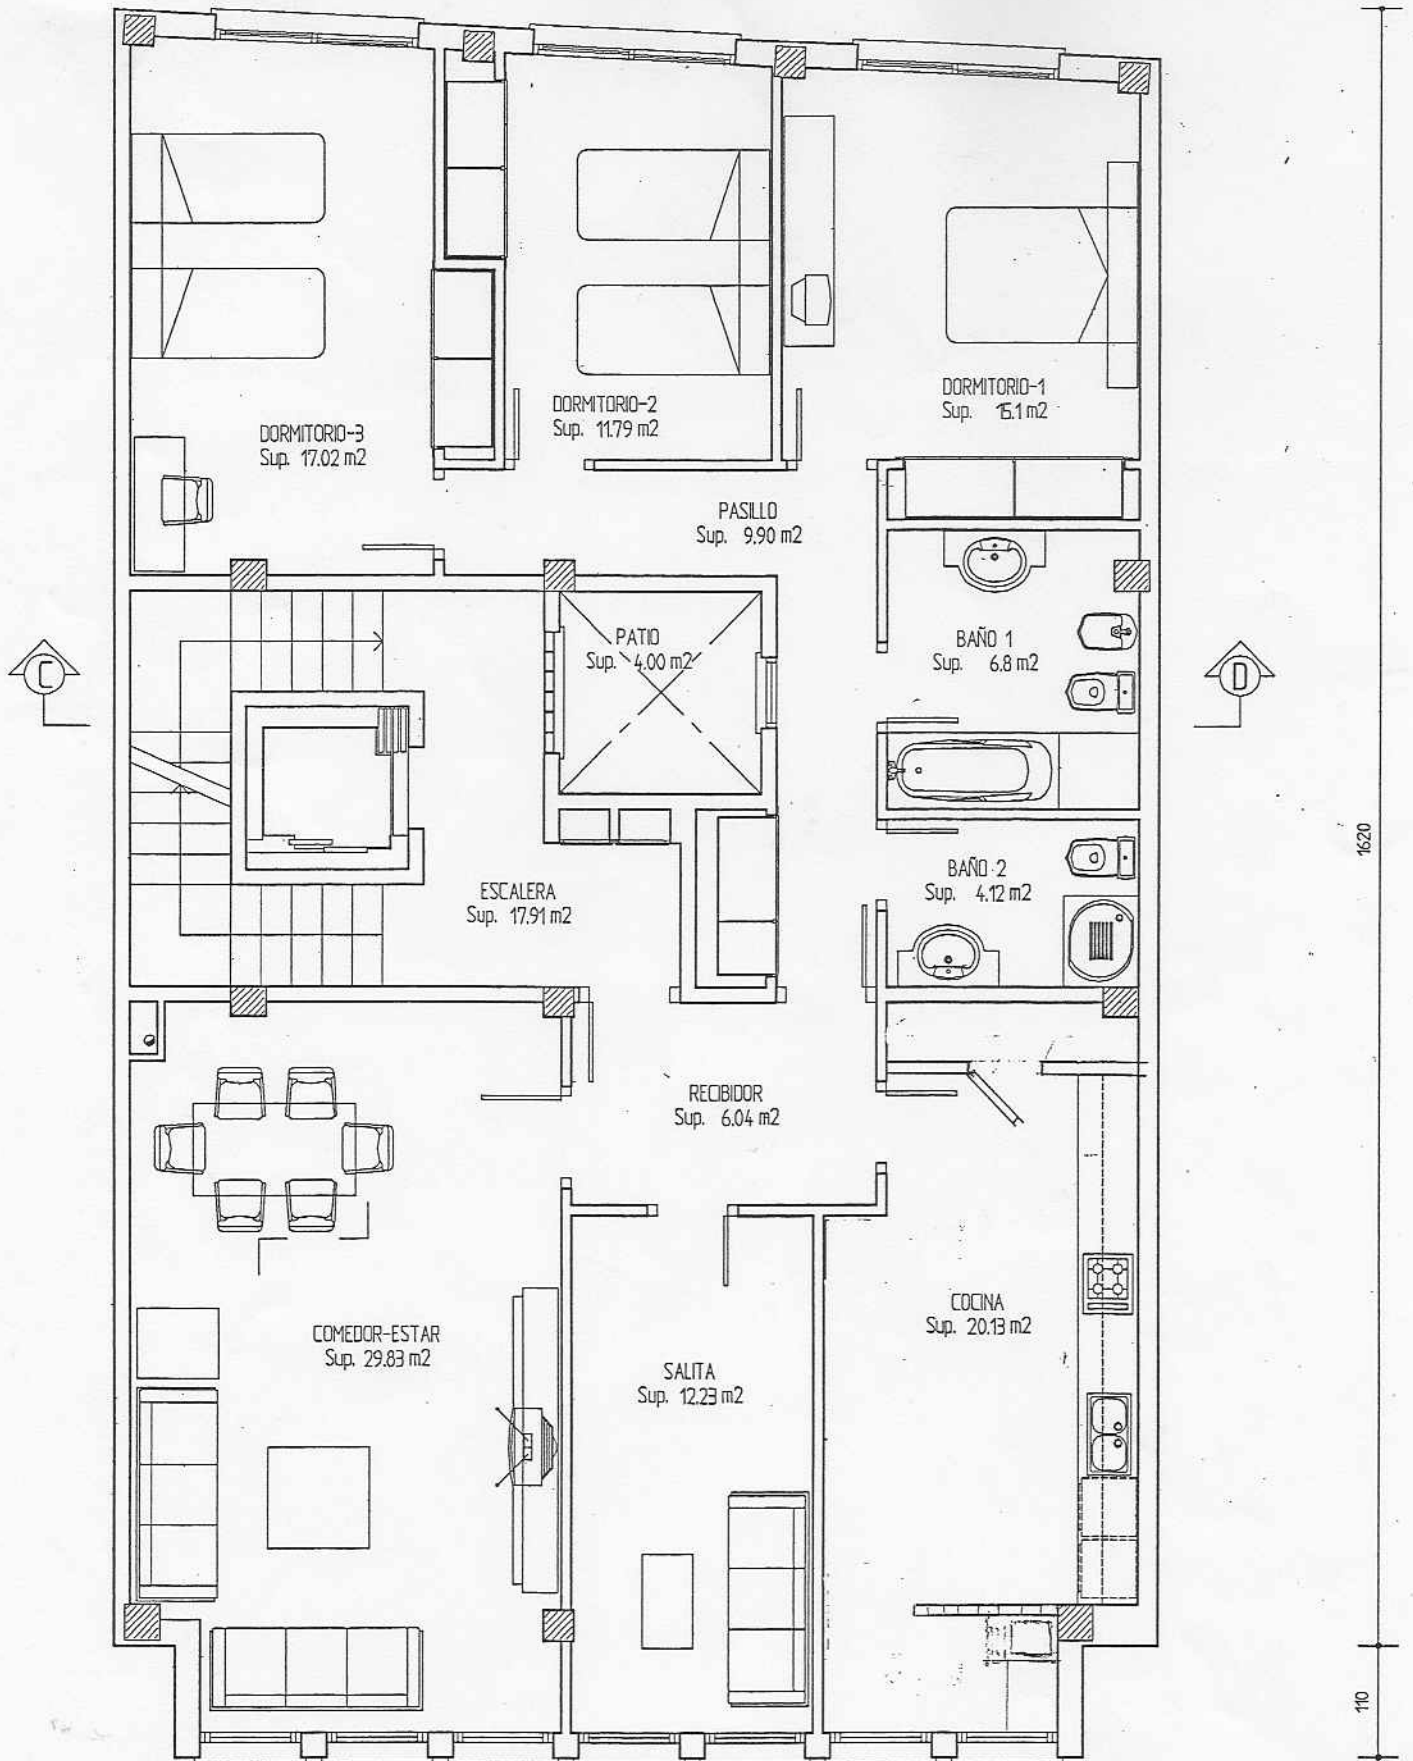 DORMITORIO-1
Sup. 15.1 m2
DORMITORIO-2
Sup. 11.79 m2
DORMITORIO-3
Sup. 17.02 m2
PASILLO
Sup. 9.90 m2
PATIO
Sup. 4.00 m2
BAÑO 1
Sup. 6.8 m2
C
D
1620
BAÑO 2
Sup. 4.12 m2
ESCALERA
Sup. 17.91 m2
RECIBIDOR
Sup. 6.04 m2
COCINA
Sup. 20.13 m2
COMEDOR-ESTAR
Sup. 29.83 m2
SALITA
Sup. 12.23 m2
110